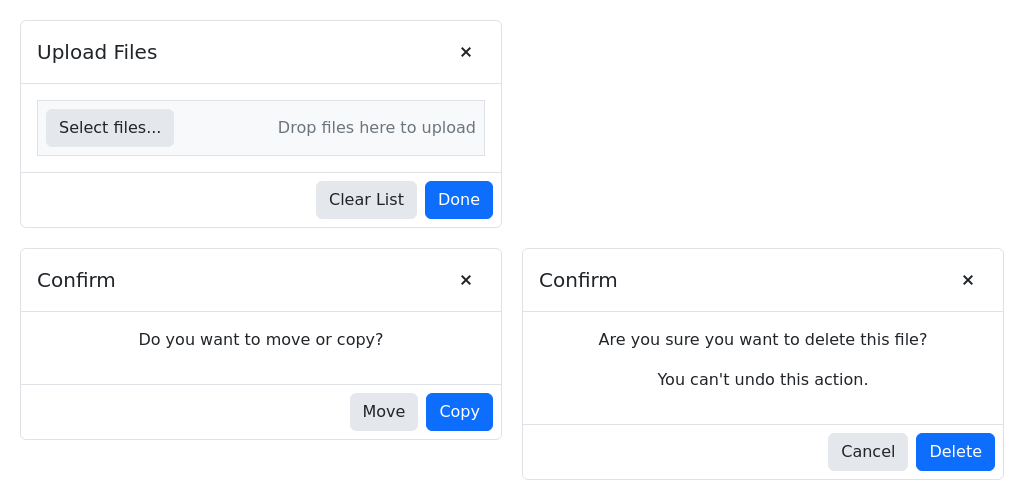 Upload Files
×
Select files...
Drop files here to upload
Clear List
Done
Confirm
×
Do you want to move or copy?
Move
Copy
Confirm
×
Are you sure you want to delete this file?
You can't undo this action.
Cancel
Delete